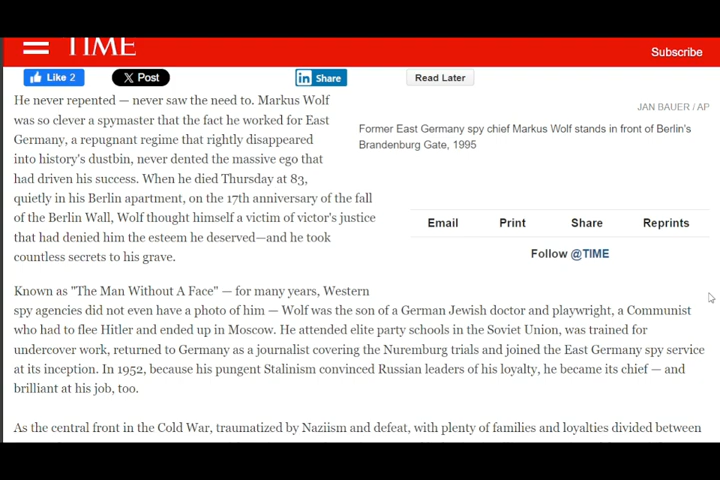 TIME
Subscribe
Like 2
X Post
in Share
Read Later
JAN BAUER / AP
Former East Germany spy chief Markus Wolf stands in front of Berlin's
Brandenburg Gate, 1995
Email Print Share Reprints
Follow @TIME
He never repented — never saw the need to. Markus Wolf
was so clever a spymaster that the fact he worked for East
Germany, a repugnant regime that rightly disappeared
into history's dustbin, never dented the massive ego that
had driven his success. When he died Thursday at 83,
quietly in his Berlin apartment, on the 17th anniversary of the fall
of the Berlin Wall, Wolf thought himself a victim of victor's justice
that had denied him the esteem he deserved—and he took
countless secrets to his grave.
Known as "The Man Without A Face" — for many years, Western
spy agencies did not even have a photo of him — Wolf was the son of a German Jewish doctor and playwright, a Communist
who had to flee Hitler and ended up in Moscow. He attended elite party schools in the Soviet Union, was trained for
undercover work, returned to Germany as a journalist covering the Nuremburg trials and joined the East Germany spy service
at its inception. In 1952, because his pungent Stalinism convinced Russian leaders of his loyalty, he became its chief — and
brilliant at his job, too.
As the central front in the Cold War, traumatized by Naziism and defeat, with plenty of families and loyalties divided between